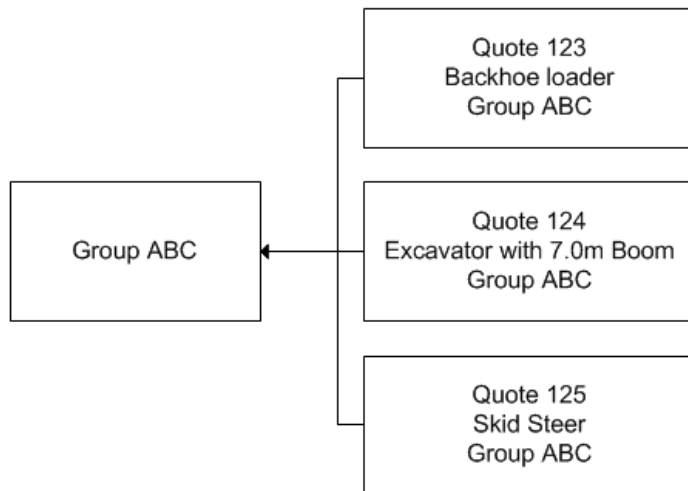 Group ABC
Quote 123
Backhoe loader
Group ABC
Quote 124
Excavator with 7.0m Boom
Group ABC
Quote 125
Skid Steer
Group ABC